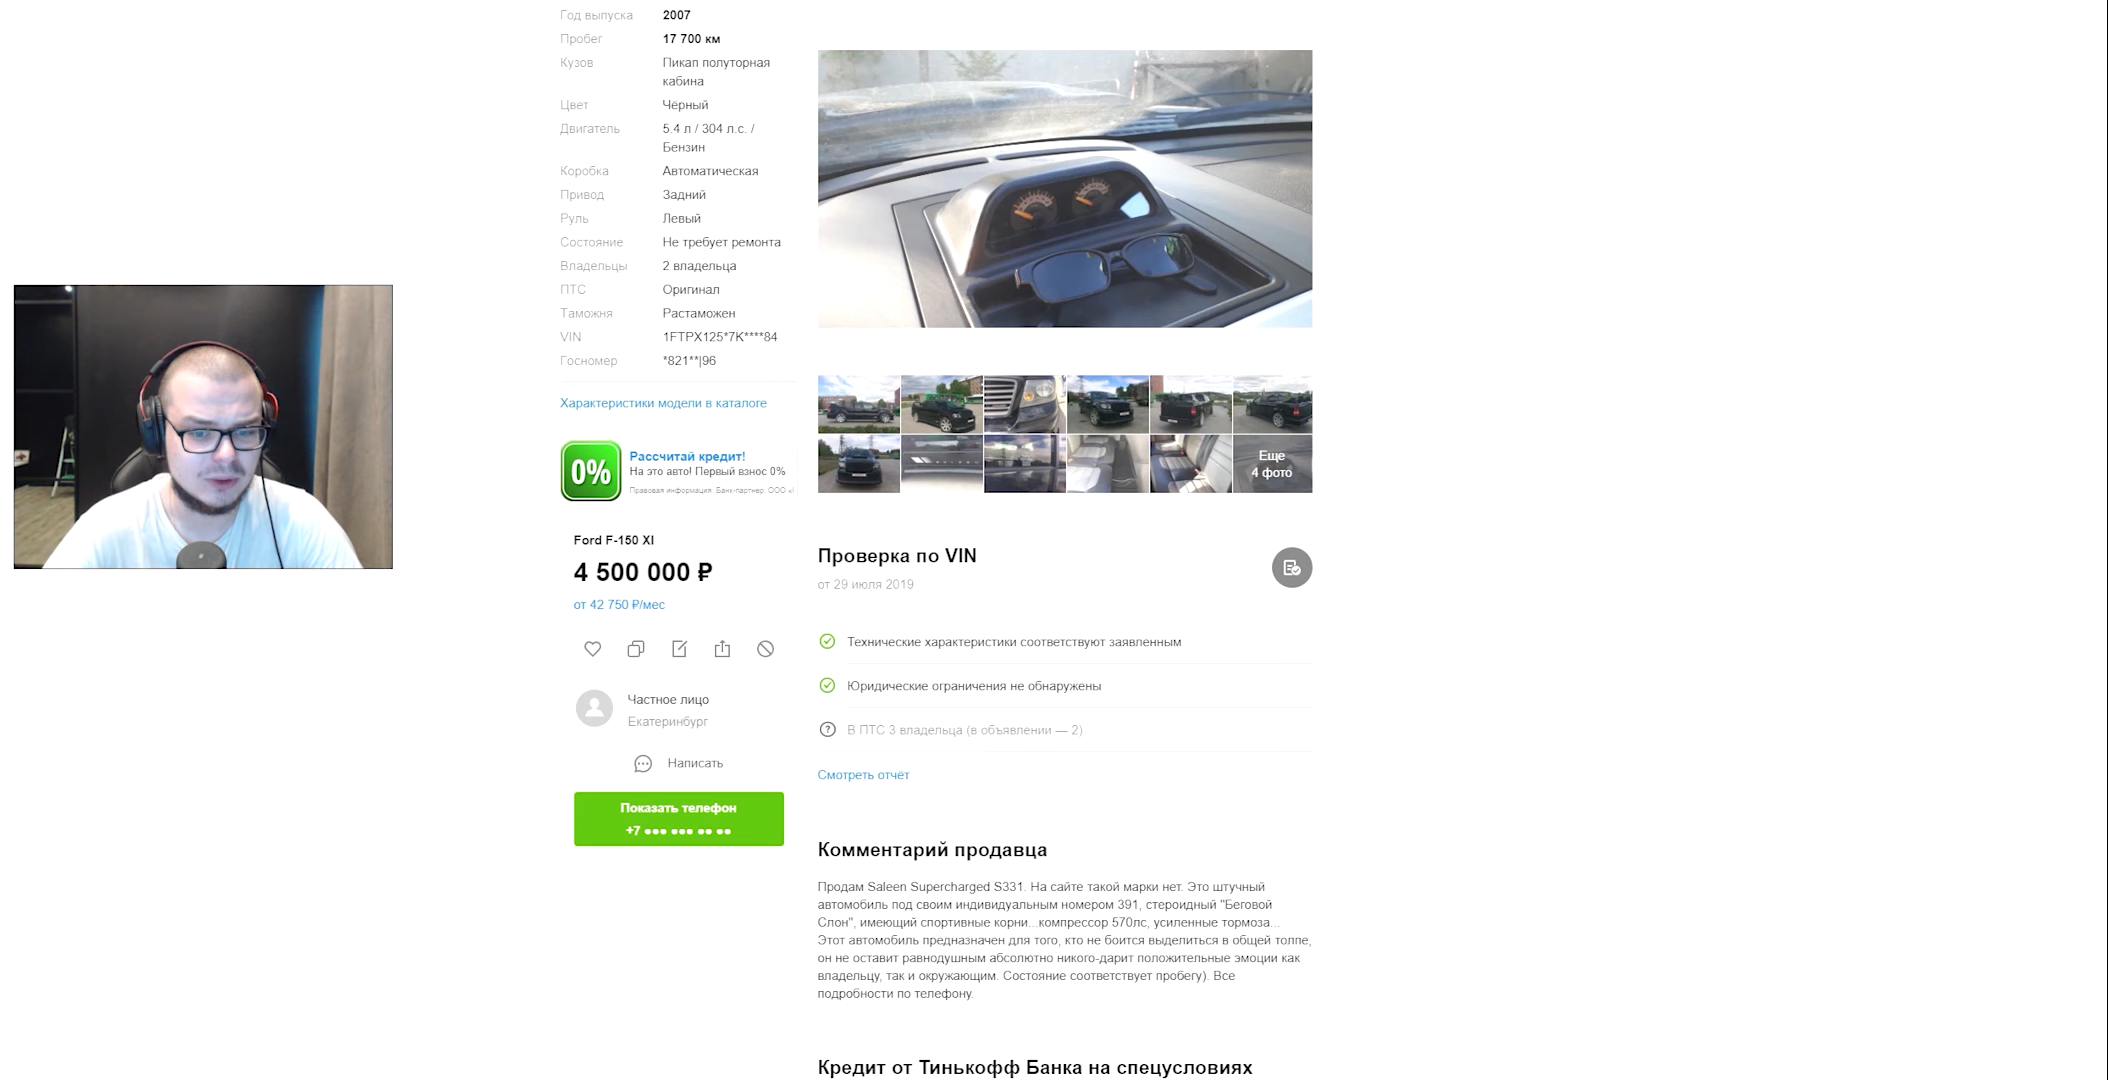 Год выпуска 2007
Пробег 17 700 км
Кузов Пикап полуторная
кабина
Цвет Чёрный
Двигатель 5.4 л / 304 л.с. /
Бензин
Коробка Автоматическая
Привод Задний
Руль Левый
Состояние Не требует ремонта
Владельцы 2 владельца
ПТС Оригинал
Таможня Растаможен
VIN 1FTPX125*7K****84
Госномер *821**|96
Характеристики модели в каталоге
0%
Рассчитай кредит!
На это авто! Первый взнос 0%
Правовая информация Банк-партнер: ООО
Ford F-150 XI
4 500 000 ₽
от 42 750 ₽/мес
Частное лицо
Екатеринбург
Написать
Показать телефон
+7 ●●● ●●● ●● ●●
Еще
4 фото
Проверка по VIN
от 29 июля 2019
Технические характеристики соответствуют заявленным
Юридические ограничения не обнаружены
В ПТС 3 владельца (в объявлении — 2)
Смотреть отчёт
Комментарий продавца
Продам Saleen Supercharged S331. На сайте такой марки нет. Это штучный
автомобиль под своим индивидуальным номером 391, стероидный "Беговой
Слон", имеющий спортивные корни...компрессор 570лс, усиленные тормоза...
Этот автомобиль предназначен для того, кто не боится выделиться в общей толпе,
он не оставит равнодушным абсолютно никого-дарит положительные эмоции как
владельцу, так и окружающим. Состояние соответствует пробегу). Все
подробности по телефону.
Кредит от Тинькофф Банка на спецусловиях